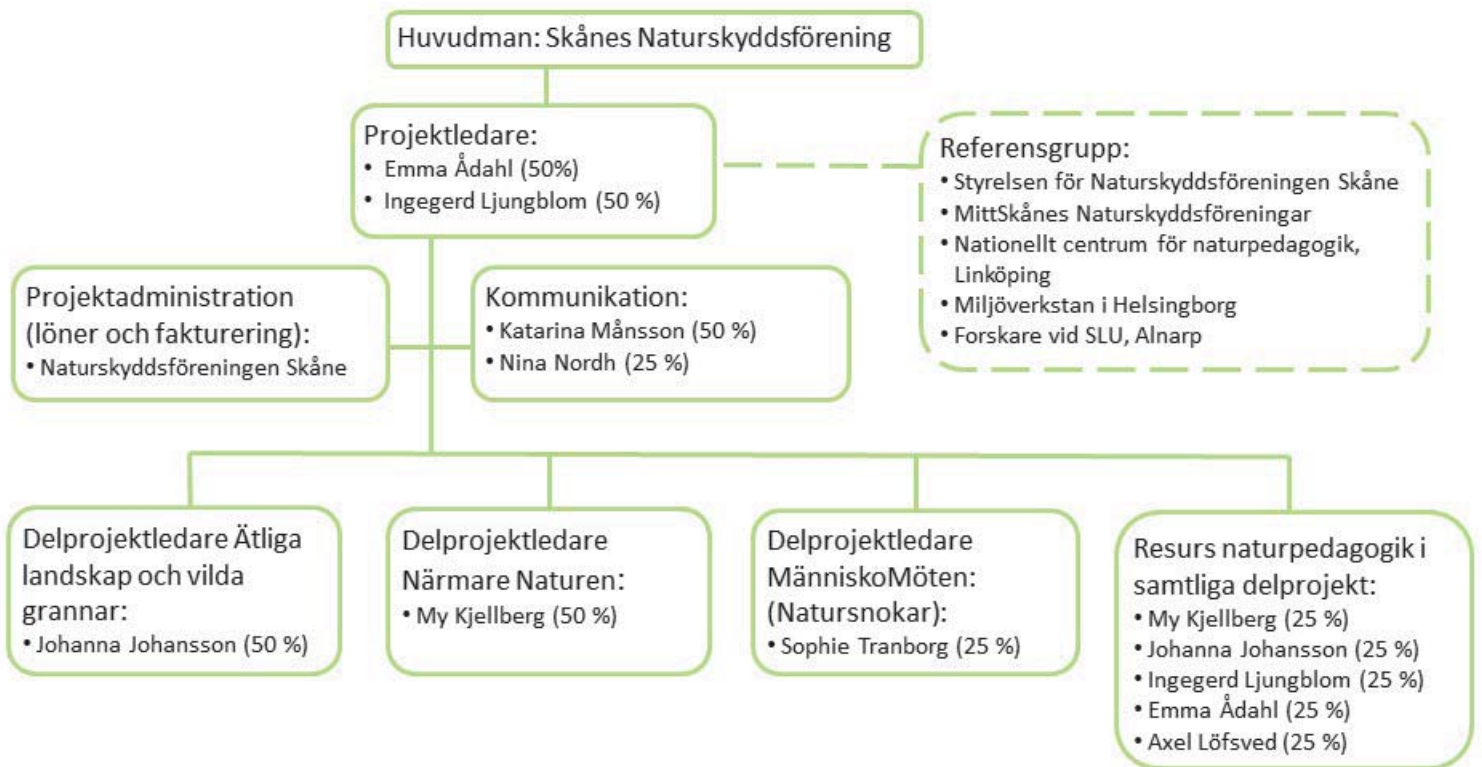 Huvudman: Skånes Naturskyddsförening
Projektledare:
• Emma Ådahl (50%)
• Ingegerd Ljungblom (50 %)
Referensgrupp:
• Styrelsen för Naturskyddsföreningen Skåne
• MittSkånes Naturskyddsföreningar
• Nationellt centrum för naturpedagogik,
Linköping
• Miljöverkstan i Helsingborg
• Forskare vid SLU, Alnarp
Projektadministration
(löner och fakturering):
• Naturskyddsföreningen Skåne
Kommunikation:
• Katarina Månsson (50 %)
• Nina Nordh (25 %)
Delprojektledare Ätliga
landskap och vilda
grannar:
• Johanna Johansson (50 %)
Delprojektledare
Närmare Naturen:
• My Kjellberg (50 %)
Delprojektledare
MänniskoMöten:
(Natursnokar):
• Sophie Tranborg (25 %)
Resurs naturpedagogik i
samtliga delprojekt:
• My Kjellberg (25 %)
• Johanna Johansson (25 %)
• Ingegerd Ljungblom (25 %)
• Emma Ådahl (25 %)
• Axel Löfsved (25 %)